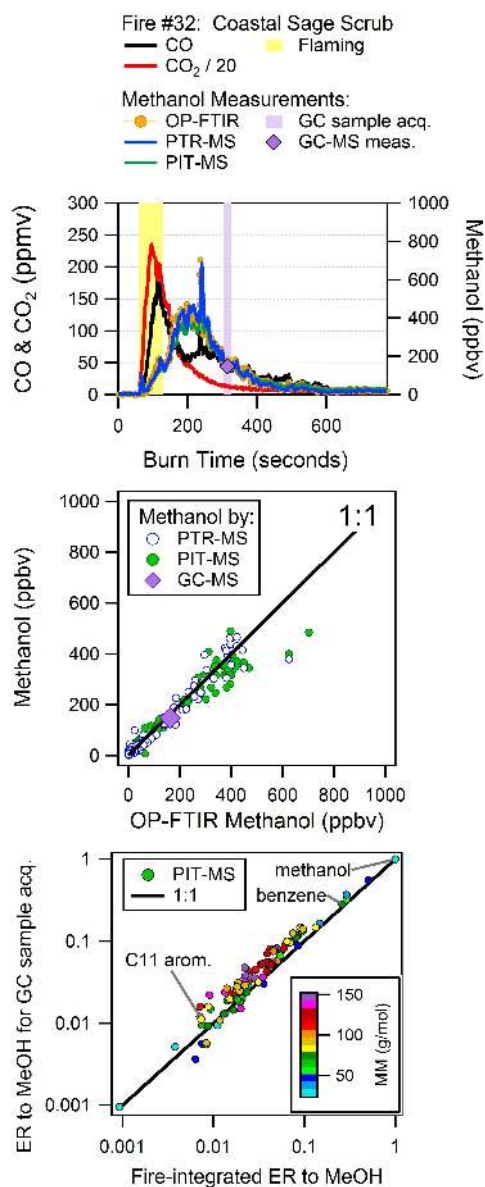 Fire #32: Coastal Sage Scrub
CO Flaming
CO2 / 20
Methanol Measurements:
OP-FTIR GC sample acq.
PTR-MS GC-MS meas.
PIT-MS
300 1000
250 800
200 600
150
100 400
50 200
0 0
0 200 400 600
CO & CO2 (ppmv)
Methanol (ppbv)
Burn Time (seconds)
1000
800
600
400
200
0
Methanol (ppbv)
Methanol by:
PTR-MS
PIT-MS
GC-MS
1:1
0 200 400 600 800 1000
OP-FTIR Methanol (ppbv)
ER to MeOH for GC sample acq.
1
0.1
0.01
0.001
PIT-MS
1:1
methanol
benzene
C11 arom.
150
100
50
MM (g/mol)
0.001 0.01 0.1 1
Fire-integrated ER to MeOH